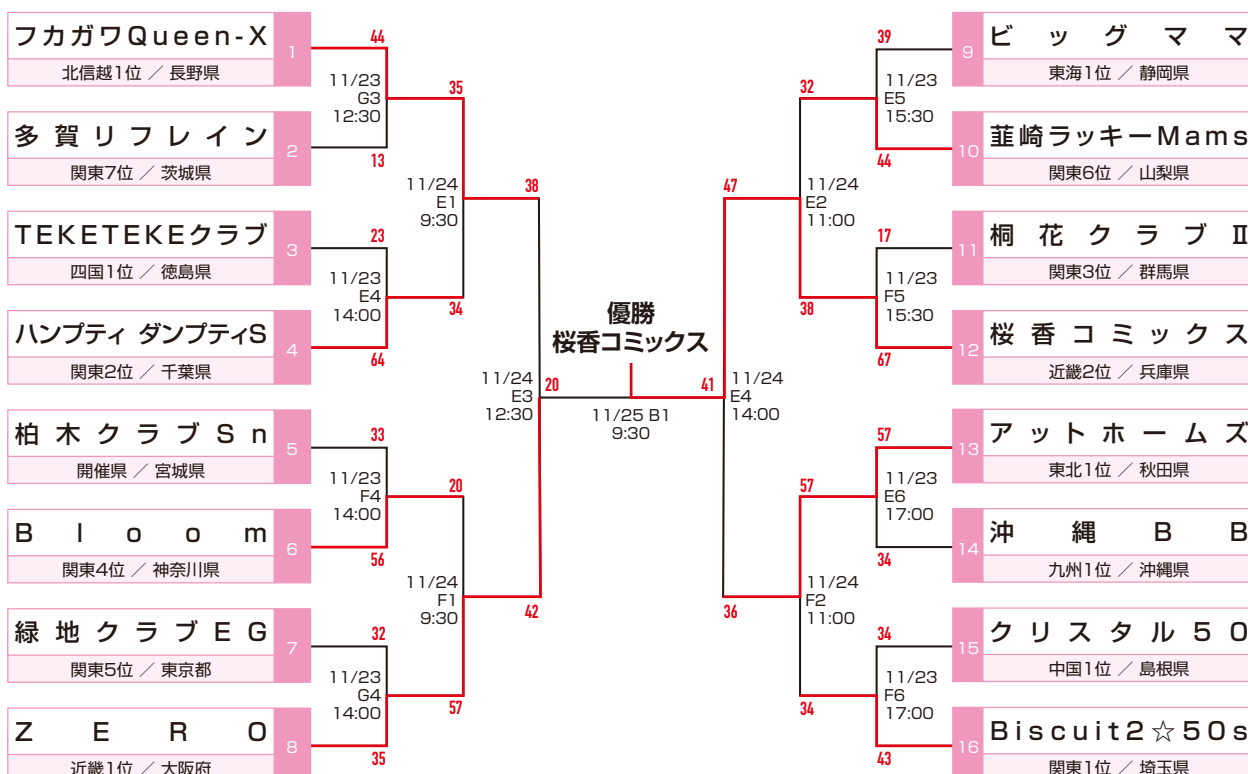 フカガワQueen-X
1
北信越1位 ／ 長野県
多賀リフレイン
2
関東7位 ／ 茨城県
TEKETEKEクラブ
3
四国1位 ／ 徳島県
ハンプティ ダンプティS
4
関東2位 ／ 千葉県
柏木クラブSn
5
開催県 ／ 宮城県
Bloom
6
関東4位 ／ 神奈川県
緑地クラブEG
7
関東5位 ／ 東京都
ZERO
8
近畿1位 ／ 大阪府
44
11/23
G3
12:30
13
23
11/23
E4
14:00
64
33
11/23
F4
14:00
56
32
11/23
G4
14:00
35
35
11/24
E1
9:30
34
20
11/24
F1
9:30
57
38
11/24
E3
12:30
42
優勝
桜香コミックス
20
41
11/25 B1
9:30
47
11/24
E4
14:00
36
32
11/24
E2
11:00
38
57
11/24
F2
11:00
34
39
11/23
E5
15:30
44
17
11/23
F5
15:30
67
57
11/23
E6
17:00
34
34
11/23
F6
17:00
43
ビッグママ
9
東海1位 ／ 静岡県
韮崎ラッキーMams
10
関東6位 ／ 山梨県
桐花クラブⅡ
11
関東3位 ／ 群馬県
桜香コミックス
12
近畿2位 ／ 兵庫県
アットホームズ
13
東北1位 ／ 秋田県
沖縄BB
14
九州1位 ／ 沖縄県
クリスタル50
15
中国1位 ／ 島根県
Biscuit2☆50s
16
関東1位 ／ 埼玉県